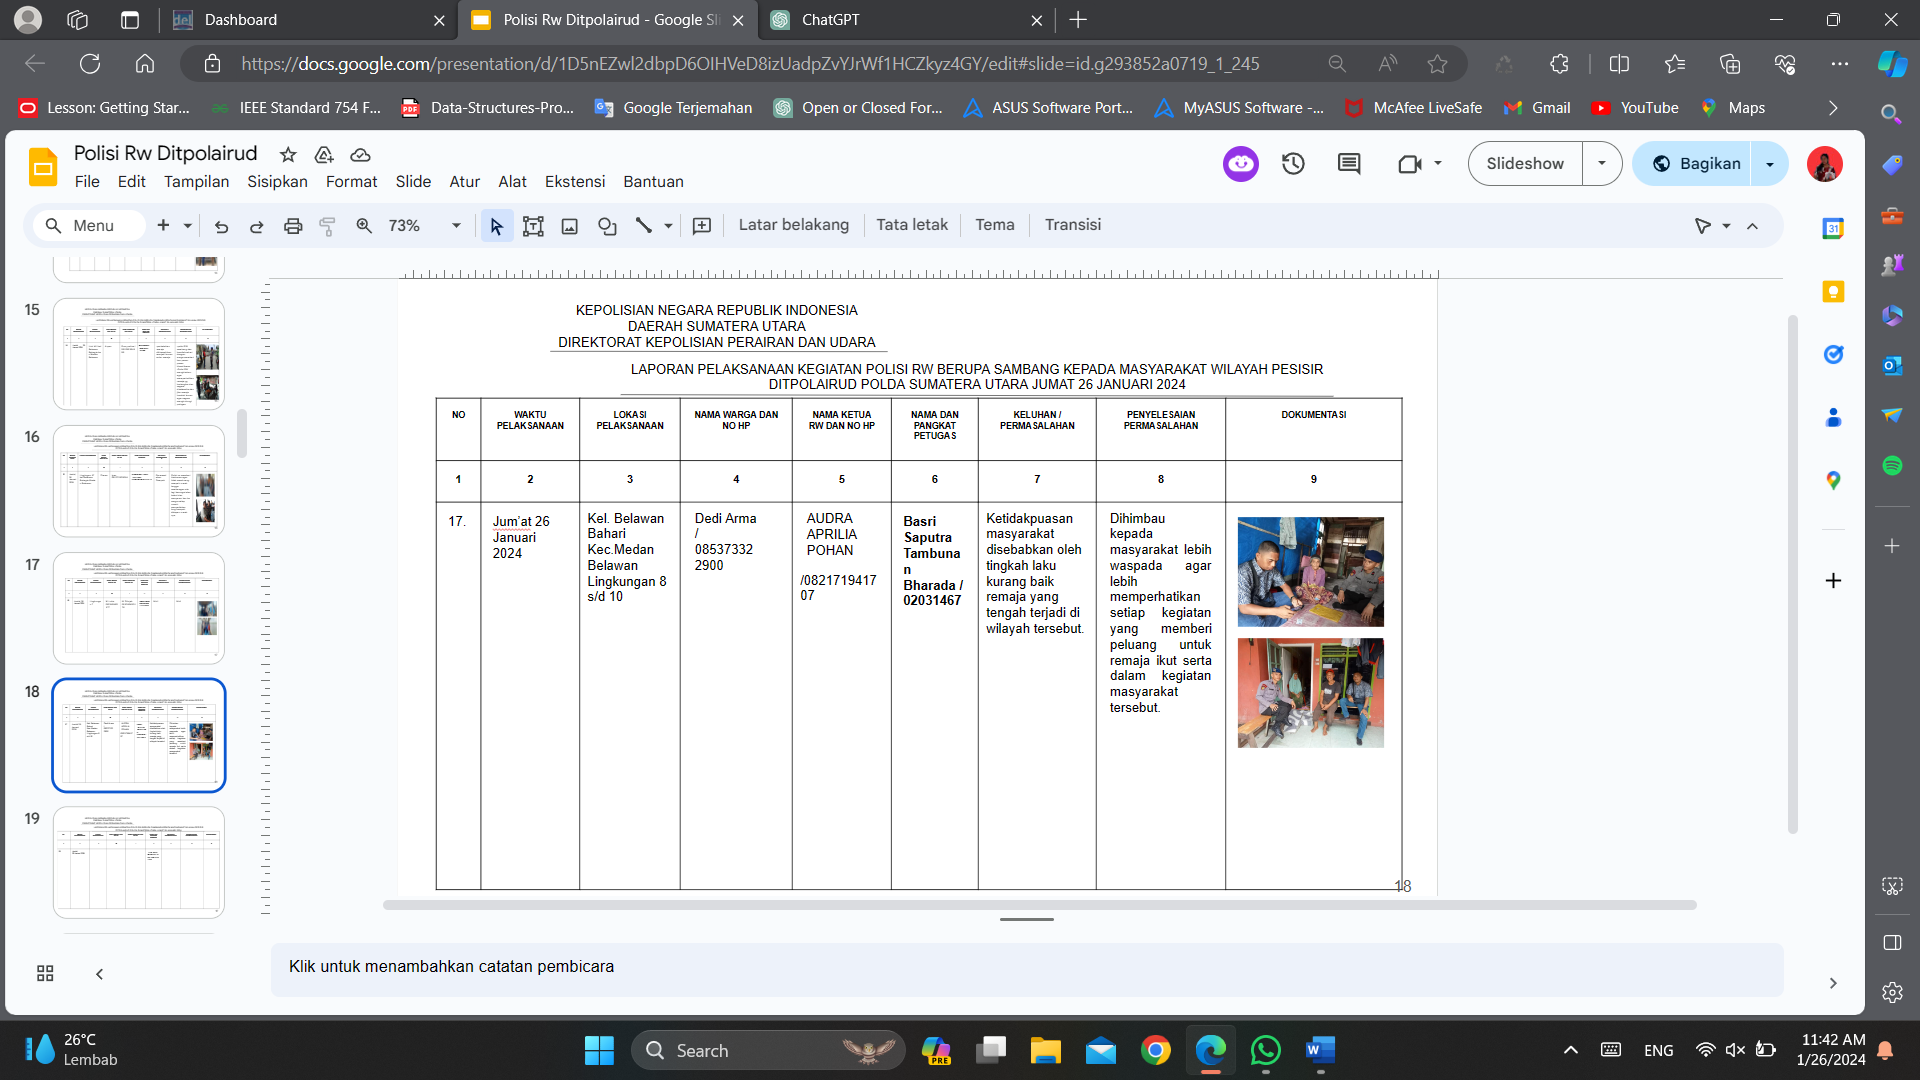 Dashboard
Polisi Rw Ditpolairud - Google Sli
ChatGPT
https://docs.google.com/presentation/d/1D5nEZwl2dbpD6OIHVeD8izUadpZvYJrWf1HCZkyz4GY/edit#slide=id.g293852a0719_1_245
Lesson: Getting Star...
IEEE Standard 754 F...
Data-Structures-Pro...
Google Terjemahan
Open or Closed For...
ASUS Software Port...
MyASUS Software -...
McAfee LiveSafe
Gmail
YouTube
Maps
Polisi Rw Ditpolairud
File Edit Tampilan Sisipkan Format Slide Atur Alat Ekstensi Bantuan
Slideshow
Bagikan
Menu
73%
Latar belakang
Tata letak
Tema
Transisi
15
16
17
18
19
KEPOLISIAN NEGARA REPUBLIK INDONESIA
DAERAH SUMATERA UTARA
DIREKTORAT KEPOLISIAN PERAIRAN DAN UDARA
LAPORAN PELAKSANAAN KEGIATAN POLISI RW BERUPA SAMBANG KEPADA MASYARAKAT WILAYAH PESISIR
DITPOLAIRUD POLDA SUMATERA UTARA JUMAT 26 JANUARI 2024
NO
WAKTU
PELAKSANAAN
LOKASI
PELAKSANAAN
NAMA WARGA DAN
NO HP
NAMA KETUA
RW DAN NO HP
NAMA DAN
PANGKAT
PETUGAS
KELUHAN /
PERMASALAHAN
PENYELESAIAN
PERMASALAHAN
DOKUMENTASI
1 2 3 4 5 6 7 8 9
17.
Jum'at 26
Januari
2024
Kel. Belawan
Bahari
Kec.Medan
Belawan
Lingkungan 8
s/d 10
Dedi Arma
/
08537332
2900
AUDRA
APRILIA
POHAN
/0821719417
07
Basri
Saputra
Tambuna
n
Bharada /
02031467
Ketidakpuasan
masyarakat
disebabkan oleh
tingkah laku
kurang baik
remaja yang
tengah terjadi di
wilayah tersebut.
Dihimbau
kepada
masyarakat lebih
waspada agar
lebih
memperhatikan
setiap kegiatan
yang memberi
peluang untuk
remaja ikut serta
dalam kegiatan
masyarakat
tersebut.
18
Klik untuk menambahkan catatan pembicara
26°C
Lembab
Search
PRE
ENG
11:42 AM
1/26/2024